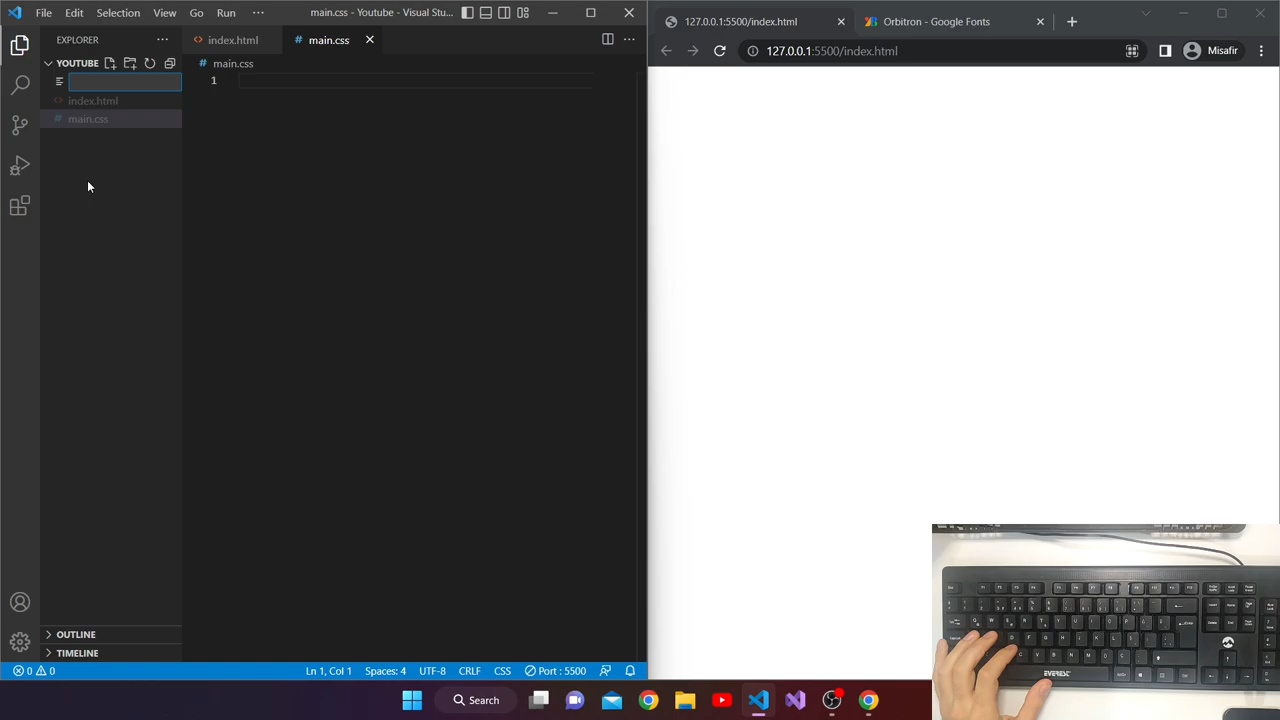 File Edit Selection View Go Run ··· main.css - Youtube - Visual Stu...
EXPLORER ···
index.html
main.css
YOUTUBE
main.css
1
index.html
main.css
OUTLINE
TIMELINE
0 0 Ln 1, Col 1 Spaces: 4 UTF-8 CRLF CSS Port : 5500
127.0.0.1:5500/index.html
Orbitron - Google Fonts
127.0.0.1:5500/index.html
Misafir
EVEREST
Search